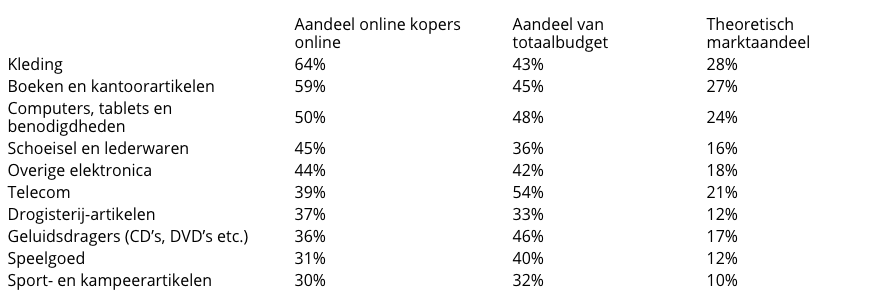 Aandeel online kopers online Aandeel van totaalbudget Theoretisch marktaandeel
Kleding 64% 43% 28%
Boeken en kantoorartikelen 59% 45% 27%
Computers, tablets en benodigdheden 50% 48% 24%
Schoeisel en lederwaren 45% 36% 16%
Overige elektronica 44% 42% 18%
Telecom 39% 54% 21%
Drogisterij-artikelen 37% 33% 12%
Geluidsdragers (CD’s, DVD’s etc.) 36% 46% 17%
Speelgoed 31% 40% 12%
Sport- en kampeerartikelen 30% 32% 10%